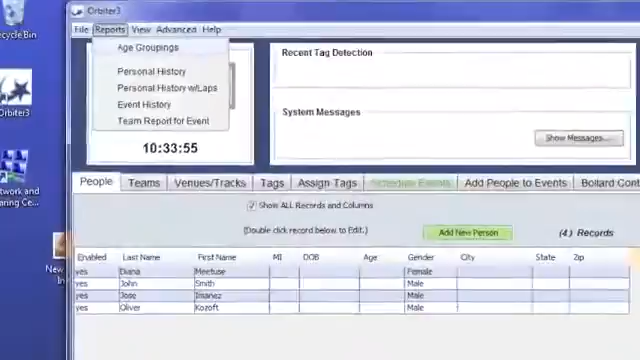 Orbiter3
ecycle Bin
File Reports View Advanced Help
Age Groupings
Personal History
Personal History w/Laps
Event History
Team Report for Event
10:33:55
Recent Tag Detection
System Messages
Show Messages...
Orbiter3
People Teams Venues/Tracks Tags Assign Tags Schedule Events Add People to Events Bollard Cont
Show ALL Records and Columns
(Double click record below to Edit.) Add New Person (4) Records
Enabled Last Name First Name MI DOB Age Gender City State Zip
yes Diana Meetuse Female
yes John Smith Male
yes Jose Imanez Male
yes Oliver Kozoft Male
work and
aring Ce...
New
In